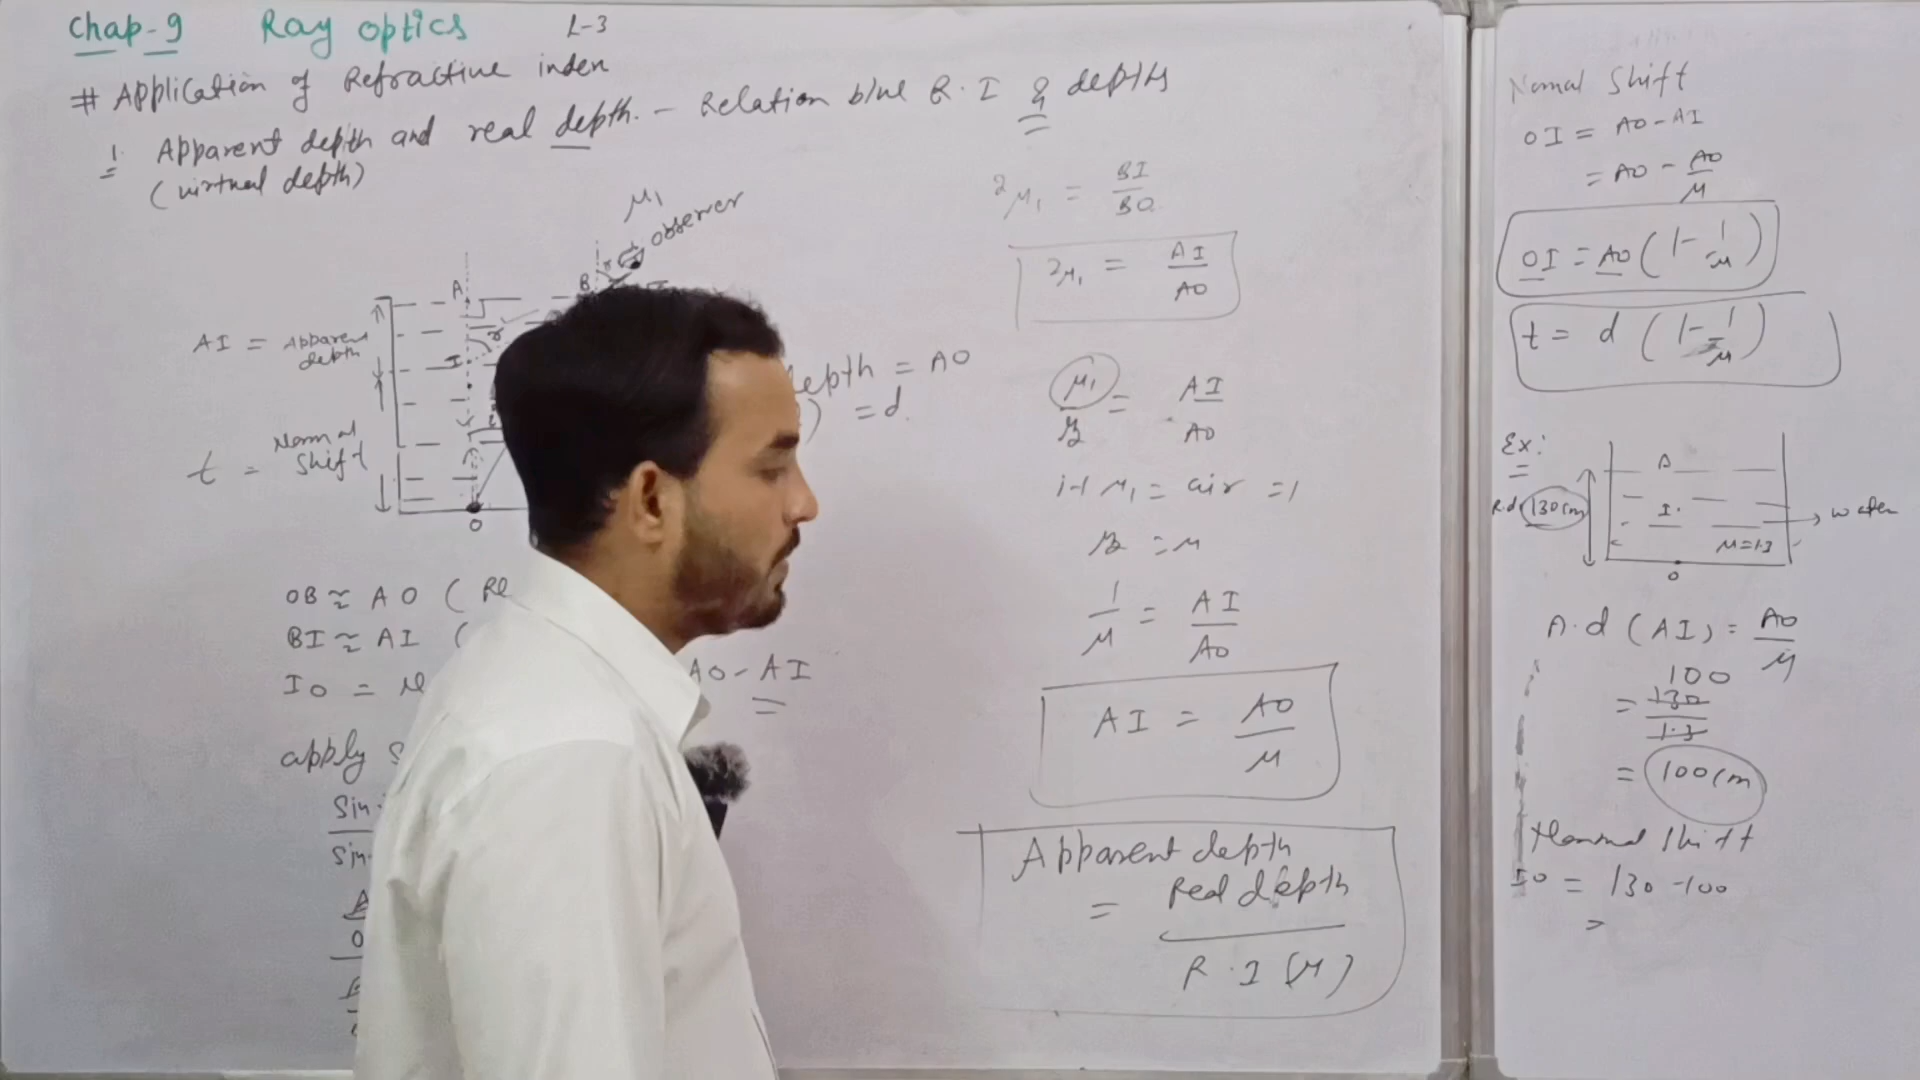 Chap-9 Ray optics L-3
# Application of Refractive index
1. Apparent depth and real depth. - Relation b/w R.I & depths
(virtual depth)
μ₁
observer
A
B
r
AI = Apparent depth
I
r
i
t = Normal Shift
O
depth = AO
= d
OB ≈ AO (Re
BI ≈ AI (
IO = N
AO - AI
apply S
Sin
Sin
²μ₁ = BI/BO
²μ₁ = AI/AO
μ₁/μ₂ = AI/AO
if μ₁ = air = 1
μ₂ = μ
1/μ = AI/AO
AI = AO/μ
Apparent depth
= Real depth
R.I (μ)
Normal Shift
OI = AO - AI
= AO - AO/μ
OI = AO (1 - 1/μ)
t = d (1 - 1/μ)
Ex:
A
R.d 130cm
I
water
μ=1.3
O
A.d (AI) = AO/μ
100
= 130/1.3
= 100cm
Normal Shift
IO = 130 - 100
=